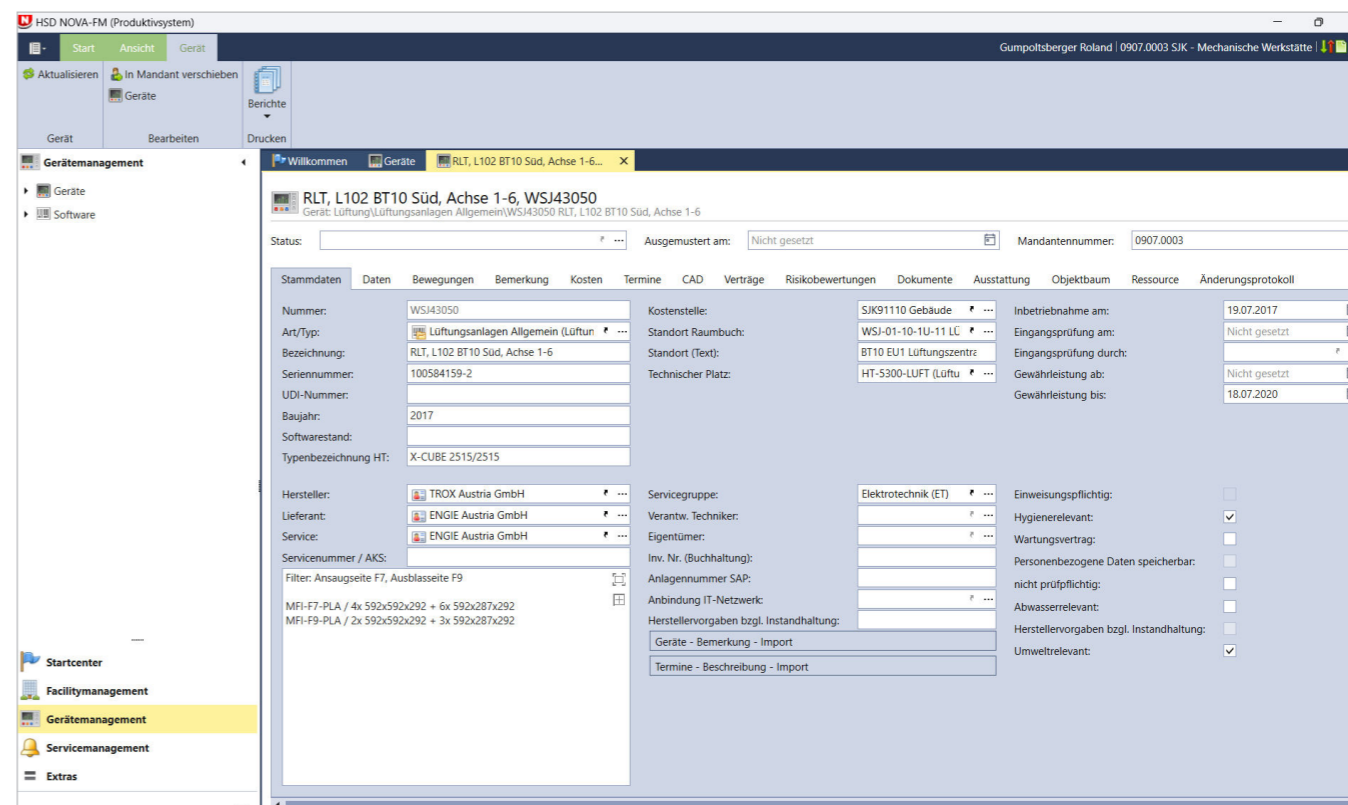 HSD NOVA-FM (Produktivsystem)
Start Ansicht Gerät Gumpoltsberger Roland | 0907.0003 SJK - Mechanische Werkstätte |
Aktualisieren In Mandant verschieben
Geräte
Berichte
Gerät Bearbeiten Drucken
Gerätemanagement
Geräte
Software
Willkommen Geräte RLT, L102 BT10 Süd, Achse 1-6... X
RLT, L102 BT10 Süd, Achse 1-6, WSJ43050
Gerät: Lüftung\Lüftungsanlagen Allgemein\WSJ43050 RLT, L102 BT10 Süd, Achse 1-6
Status: ... Ausgemustert am: Nicht gesetzt Mandantennummer: 0907.0003
Stammdaten Daten Bewegungen Bemerkung Kosten Termine CAD Verträge Risikobewertungen Dokumente Ausstattung Objektbaum Ressource Änderungsprotokoll
Nummer: WSJ43050
Art/Typ: Lüftungsanlagen Allgemein (Lüftun ...
Bezeichnung: RLT, L102 BT10 Süd, Achse 1-6
Seriennummer: 100584159-2
UDI-Nummer:
Baujahr: 2017
Softwarestand:
Typenbezeichnung HT: X-CUBE 2515/2515
Kostenstelle: SJK91110 Gebäude ...
Standort Raumbuch: WSJ-01-10-1U-11 LÜ ...
Standort (Text): BT10 EU1 Lüftungszentra
Technischer Platz: HT-5300-LUFT (Lüftu ...
Inbetriebnahme am: 19.07.2017
Eingangsprüfung am: Nicht gesetzt
Eingangsprüfung durch:
Gewährleistung ab: Nicht gesetzt
Gewährleistung bis: 18.07.2020
Hersteller: TROX Austria GmbH ...
Lieferant: ENGIE Austria GmbH ...
Service: ENGIE Austria GmbH ...
Servicenummer / AKS:
Filter: Ansaugseite F7, Ausblasseite F9
MFI-F7-PLA / 4x 592x592x292 + 6x 592x287x292
MFI-F9-PLA / 2x 592x592x292 + 3x 592x287x292
Servicegruppe: Elektrotechnik (ET) ...
Verantw. Techniker: ...
Eigentümer: ...
Inv. Nr. (Buchhaltung):
Anlagennummer SAP:
Anbindung IT-Netzwerk: ...
Herstellervorgaben bzgl. Instandhaltung:
Geräte - Bemerkung - Import
Termine - Beschreibung - Import
Einweisungspflichtig:
Hygienerelevant:
Wartungsvertrag:
Personenbezogene Daten speicherbar:
nicht prüfpflichtig:
Abwasserrelevant:
Herstellervorgaben bzgl. Instandhaltung:
Umweltrelevant:
Startcenter
Facilitymanagement
Gerätemanagement
Servicemanagement
Extras